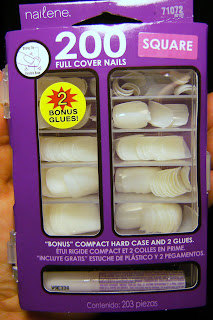 nailene
71072
200
FULL COVER NAILS
SQUARE
2
BONUS
GLUES!
"BONUS" COMPACT HARD CASE AND 2 GLUES.
ÉTUI RIGIDE COMPACT ET 2 COLLES EN PRIME.
"INCLUYE GRATIS" ESTUCHE DE PLÁSTICO Y 2 PEGAMENTOS.
Contenido: 203 piezas